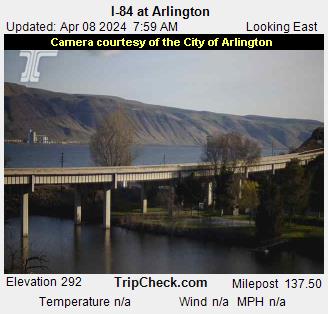 I-84 at Arlington
Updated: Apr 08 2024 7:59 AM Looking East
Camera courtesy of the City of Arlington
Elevation 292 TripCheck.com Milepost 137.50
Temperature n/a Wind n/a MPH n/a